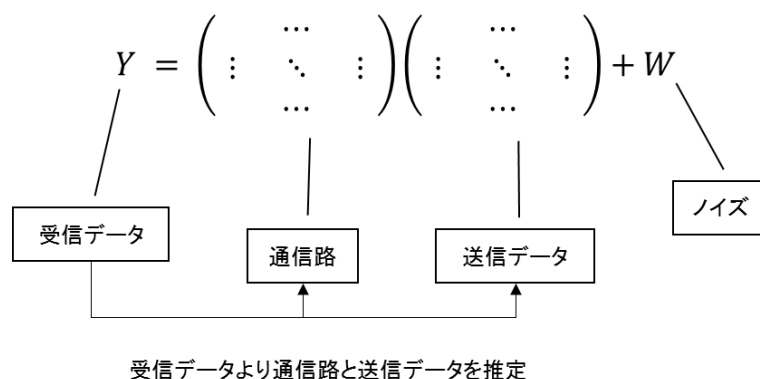 Y = ( … ⋮ ⋱ ⋮ … ) ( … ⋮ ⋱ ⋮ … ) + W
受信データ
通信路
送信データ
ノイズ
受信データより通信路と送信データを推定